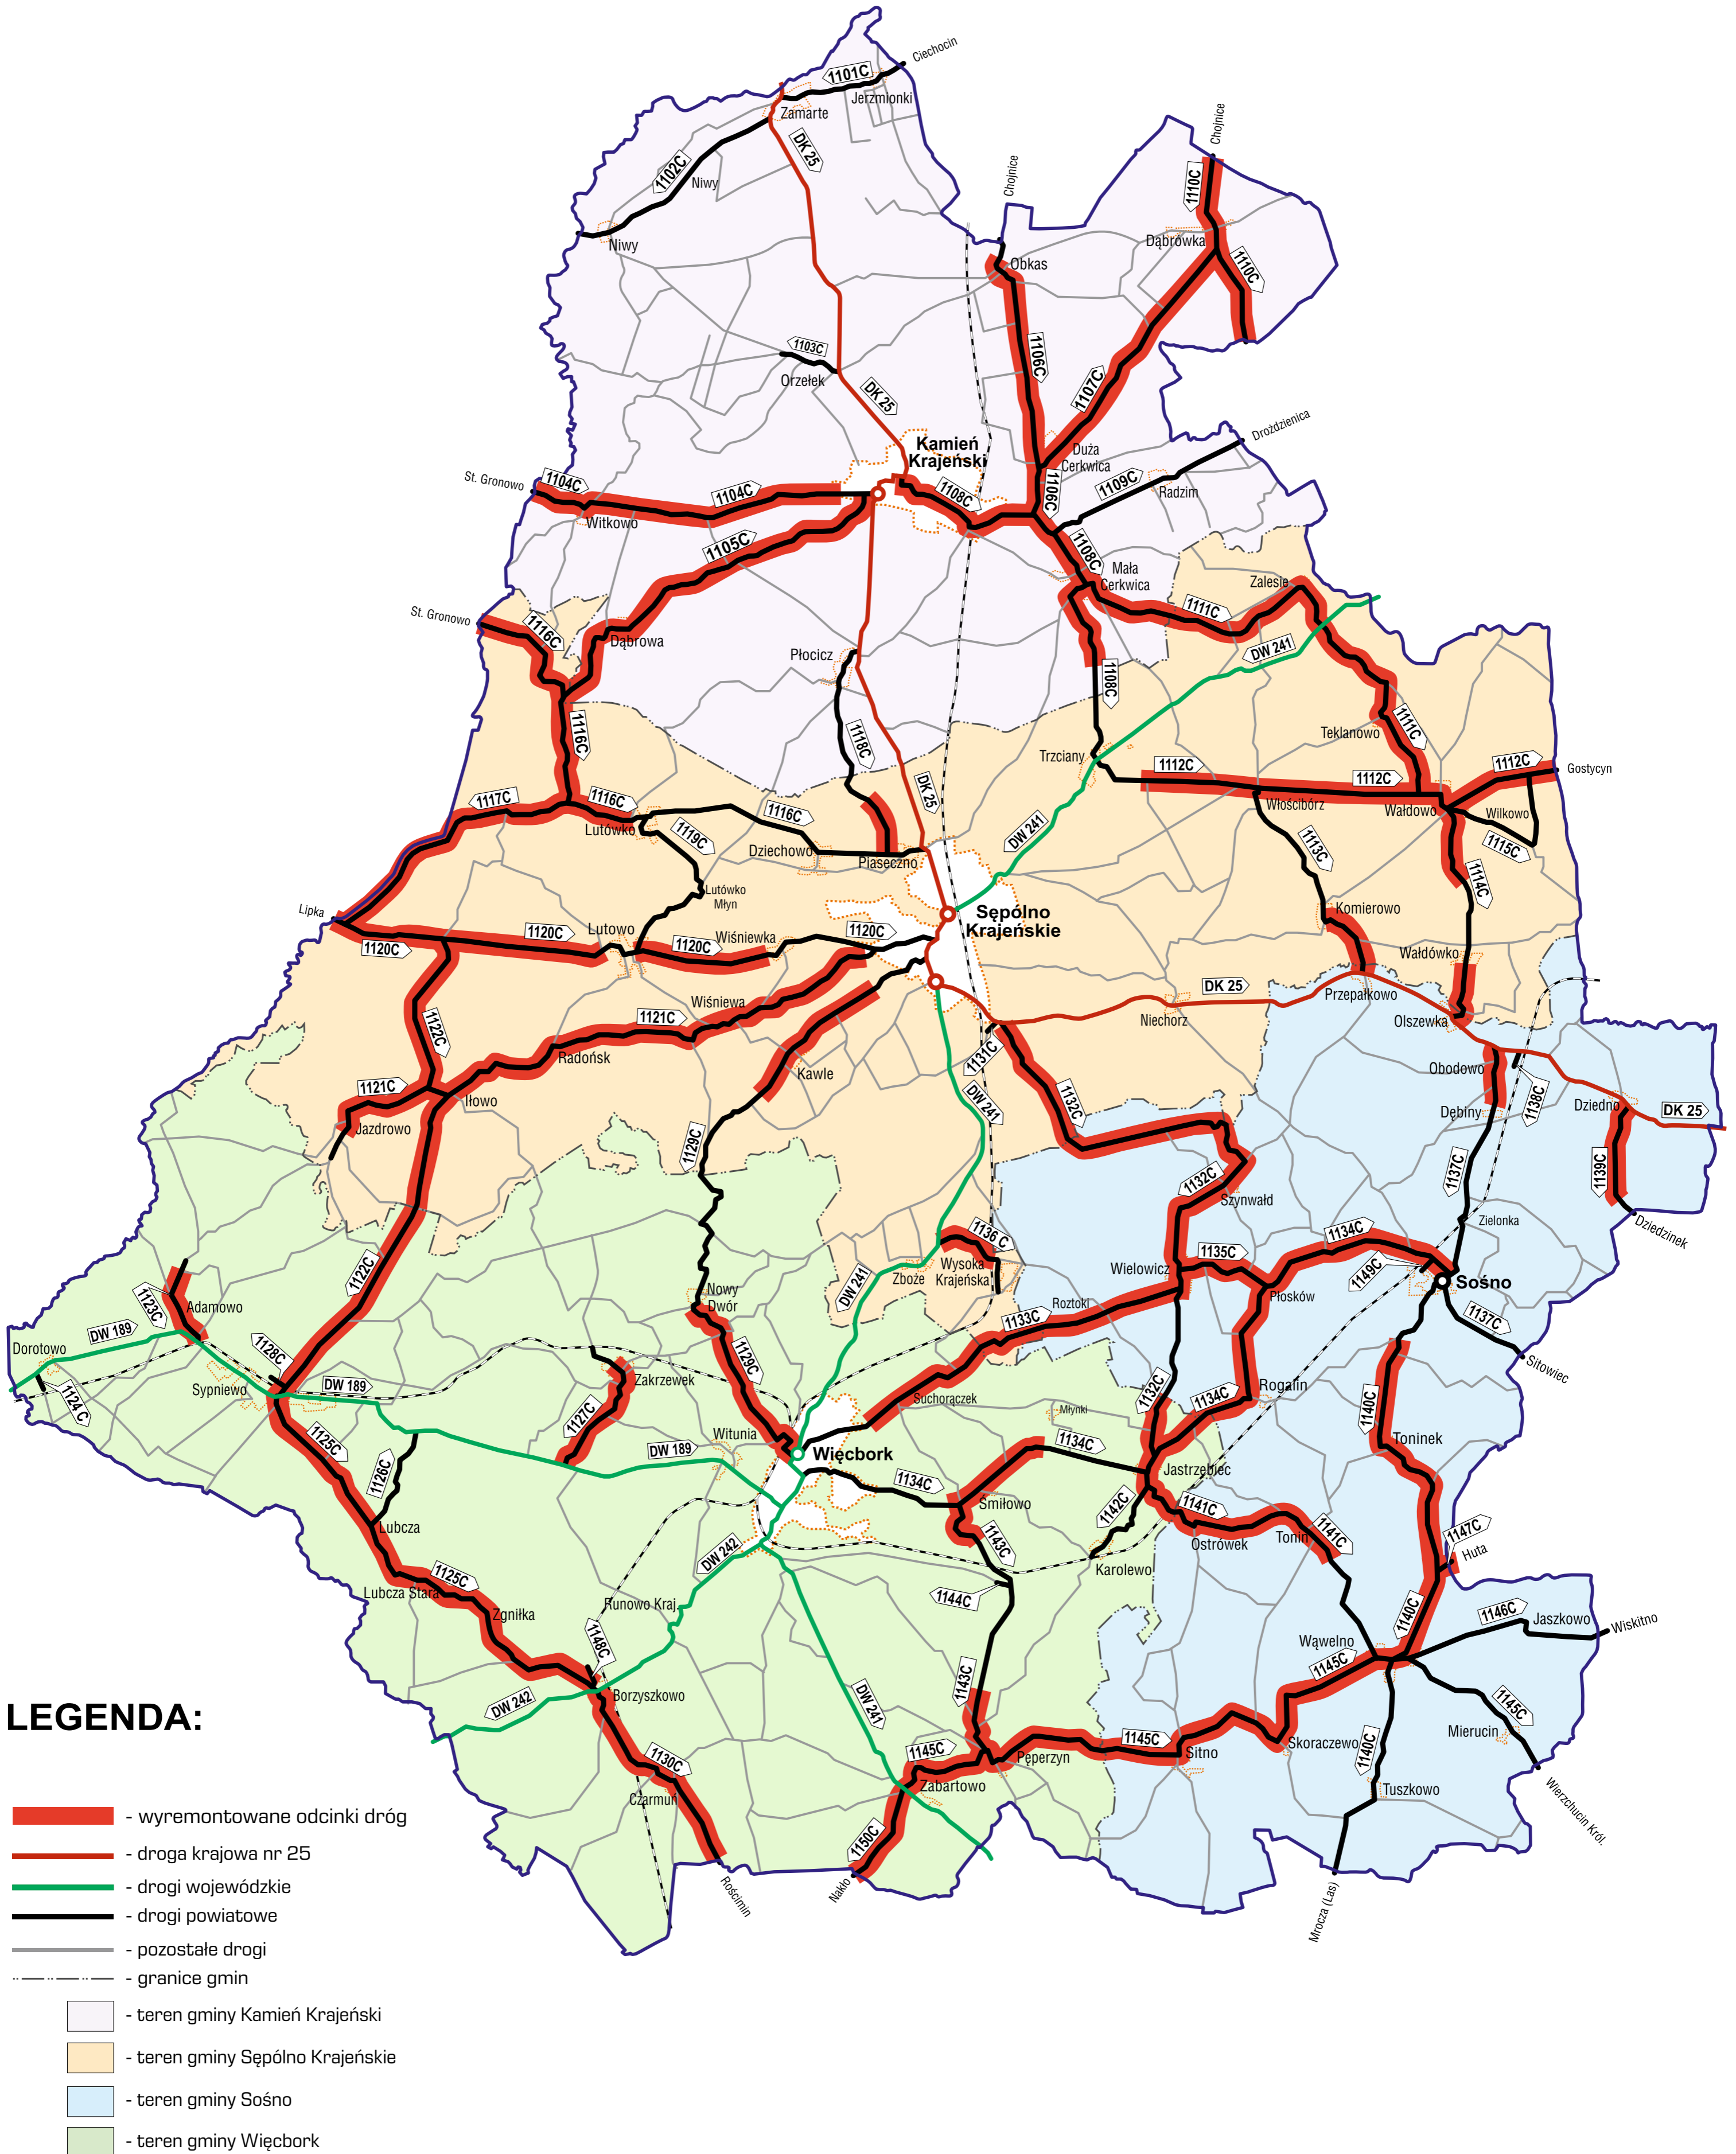 Ciechocin
1101C
Jerzmionki
Zamarte
DK 25
1102C
Niwy
Niwy
Chojnice
Chojnice
1110C
Dąbrówka
1110C
Obkas
1103C
Orzełek
1106C
1107C
DK 25
Kamień
Krajeński
Duża
Cerkwica
Drożdzienica
St. Gronowo
1104C
1104C
Witkowo
1108C
1106C
1109C
Radzim
1105C
1108C
Mała
Cerkwica
Zalesie
St. Gronowo
1116C
Dąbrowa
1111C
Płocicz
DW 241
1108C
1116C
1118C
Teklanowo
1111C
Trzciany
1112C
1112C
1112C
Gostycyn
DK 25
1117C
1116C
1116C
Włościbórz
Wałdowo
Wilkowo
Lutówko
1119C
Dziechowo
Piaseczno
DW 241
1113C
1115C
Lutówko
Młyn
1114C
Lipka
Sępólno
Krajeńskie
Komierowo
1120C
1120C
Lutowo
1120C
Wiśniewka
1120C
Wałdówko
Wiśniewa
1121C
1122C
DK 25
Przepałkowo
Niechorz
Olszewka
Radońsk
1131C
Kawle
Obodowo
1121C
Iłowo
Jazdrowo
DW 241
1132C
Dębiny
1138C
Dziedno
DK 25
1129C
1137C
1139C
1132C
Szynwałd
Zielonka
Dziedzinek
1136 C
1134C
1122C
Zboże
Wysoka
Krajeńska
Wielowicz
1135C
1149C
Sośno
1123C
Adamowo
Nowy
Dwór
DW 241
Roztoki
1133C
Płosków
1137C
Dorotowo
DW 189
1128C
1129C
Sitowiec
1124 C
Sypniewo
DW 189
Zakrzewek
Suchorączek
1132C
1134C
Rogalin
1127C
Młynki
1140C
1125C
Witunia
DW 189
Więcbork
1134C
Toninek
1126C
1134C
Jastrzębiec
Śmiłowo
1142C
1141C
Lubcza
1143C
Ostrówek
Tonin
1141C
1147C
Huta
DW 242
Karolewo
Lubcza Stara
1125C
1144C
Zgniłka
Runowo Kraj.
1140C
1146C
Jaszkowo
Wiskitno
1148C
Wąwelno
1145C
1143C
Borzyszkowo
DW 242
DW 241
1145C
Mierucin
1145C
1145C
Skoraczewo
1140C
Pęperzyn
Sitno
1130C
Zabartowo
Tuszkowo
Wierzchucin Król.
Czarmuń
1150C
Nakło
Rościmin
Mrocza (Las)
LEGENDA:
- wyremontowane odcinki dróg
- droga krajowa nr 25
- drogi wojewódzkie
- drogi powiatowe
- pozostałe drogi
- granice gmin
- teren gminy Kamień Krajeński
- teren gminy Sępólno Krajeńskie
- teren gminy Sośno
- teren gminy Więcbork